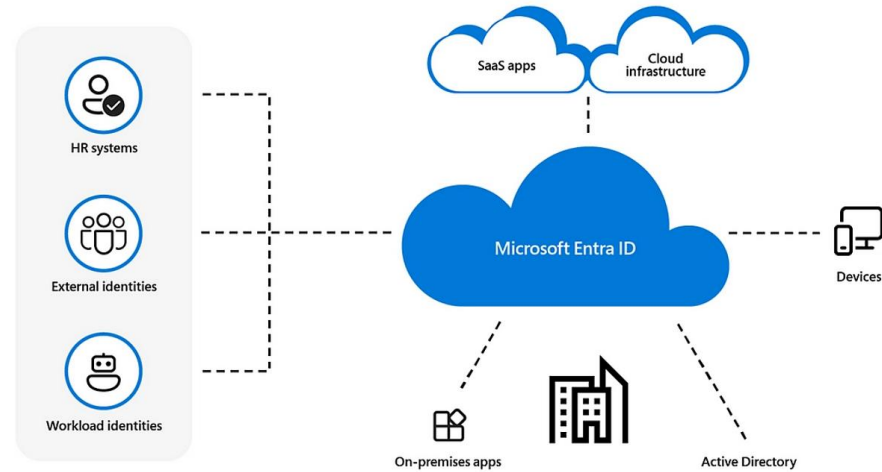 SaaS apps
Cloud
infrastructure
HR systems
Microsoft Entra ID
External identities
Devices
Workload identities
On-premises apps
Active Directory